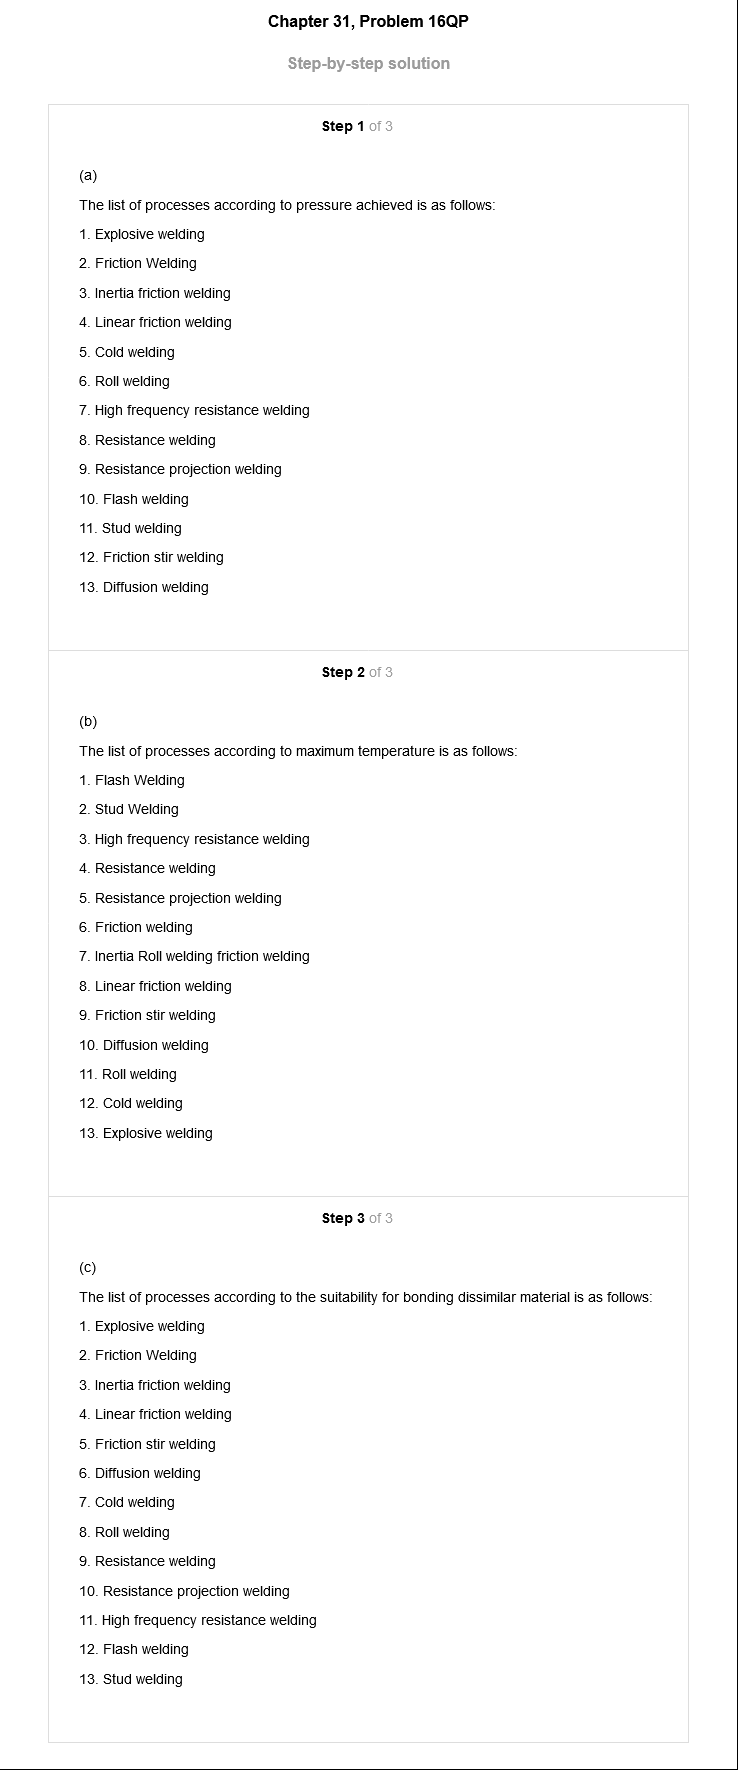 Chapter 31, Problem 16QP
Step-by-step solution
Step 1 of 3
(a)
The list of processes according to pressure achieved is as follows:
1. Explosive welding
2. Friction Welding
3. Inertia friction welding
4. Linear friction welding
5. Cold welding
6. Roll welding
7. High frequency resistance welding
8. Resistance welding
9. Resistance projection welding
10. Flash welding
11. Stud welding
12. Friction stir welding
13. Diffusion welding
Step 2 of 3
(b)
The list of processes according to maximum temperature is as follows:
1. Flash Welding
2. Stud Welding
3. High frequency resistance welding
4. Resistance welding
5. Resistance projection welding
6. Friction welding
7. Inertia Roll welding friction welding
8. Linear friction welding
9. Friction stir welding
10. Diffusion welding
11. Roll welding
12. Cold welding
13. Explosive welding
Step 3 of 3
(c)
The list of processes according to the suitability for bonding dissimilar material is as follows:
1. Explosive welding
2. Friction Welding
3. Inertia friction welding
4. Linear friction welding
5. Friction stir welding
6. Diffusion welding
7. Cold welding
8. Roll welding
9. Resistance welding
10. Resistance projection welding
11. High frequency resistance welding
12. Flash welding
13. Stud welding